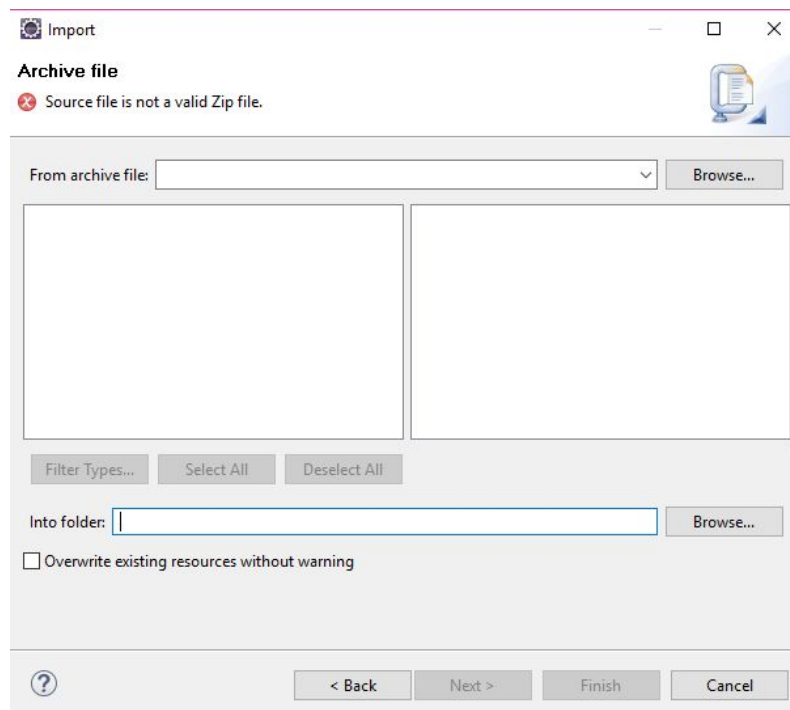 Import
Archive file
Source file is not a valid Zip file.
From archive file:
Browse...
Filter Types...
Select All
Deselect All
Into folder:
Browse...
Overwrite existing resources without warning
?
< Back
Next >
Finish
Cancel